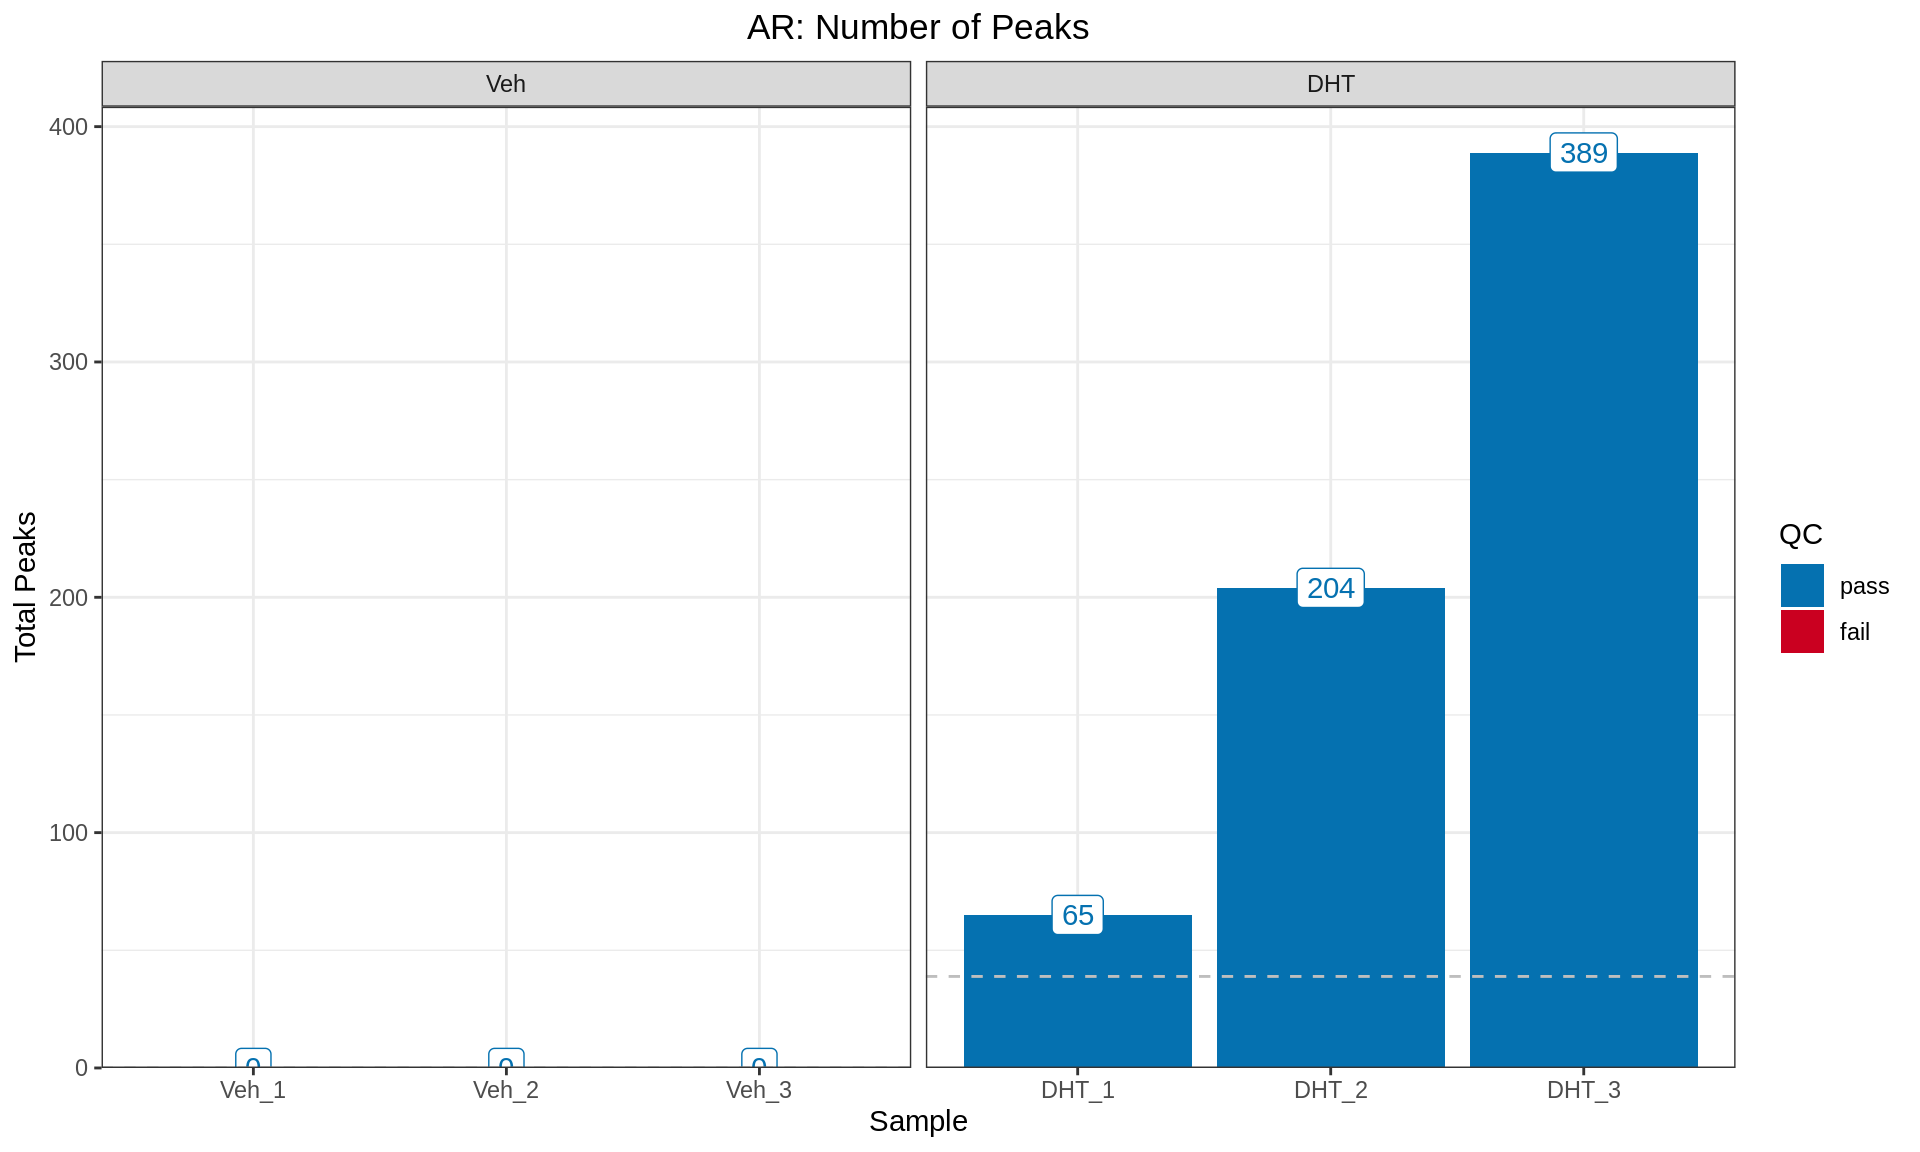 AR: Number of Peaks
Veh
DHT
400
300
200
100
0
Total Peaks
0
0
0
65
204
389
Veh_1
Veh_2
Veh_3
DHT_1
DHT_2
DHT_3
Sample
QC
pass
fail